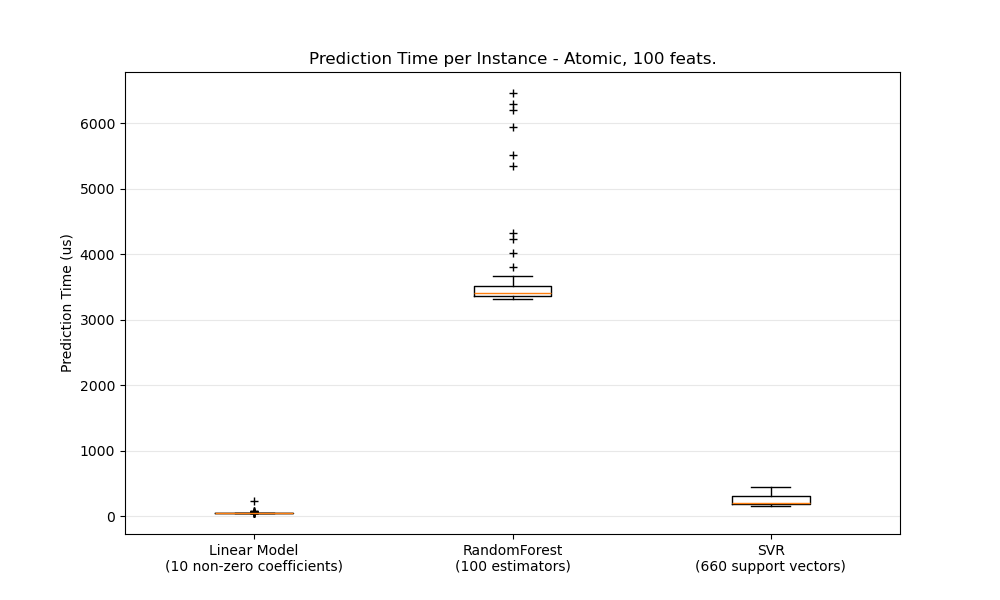 Prediction Time per Instance - Atomic, 100 feats.
Prediction Time (us)
6000
5000
4000
3000
2000
1000
0
Linear Model
(10 non-zero coefficients)
RandomForest
(100 estimators)
SVR
(660 support vectors)